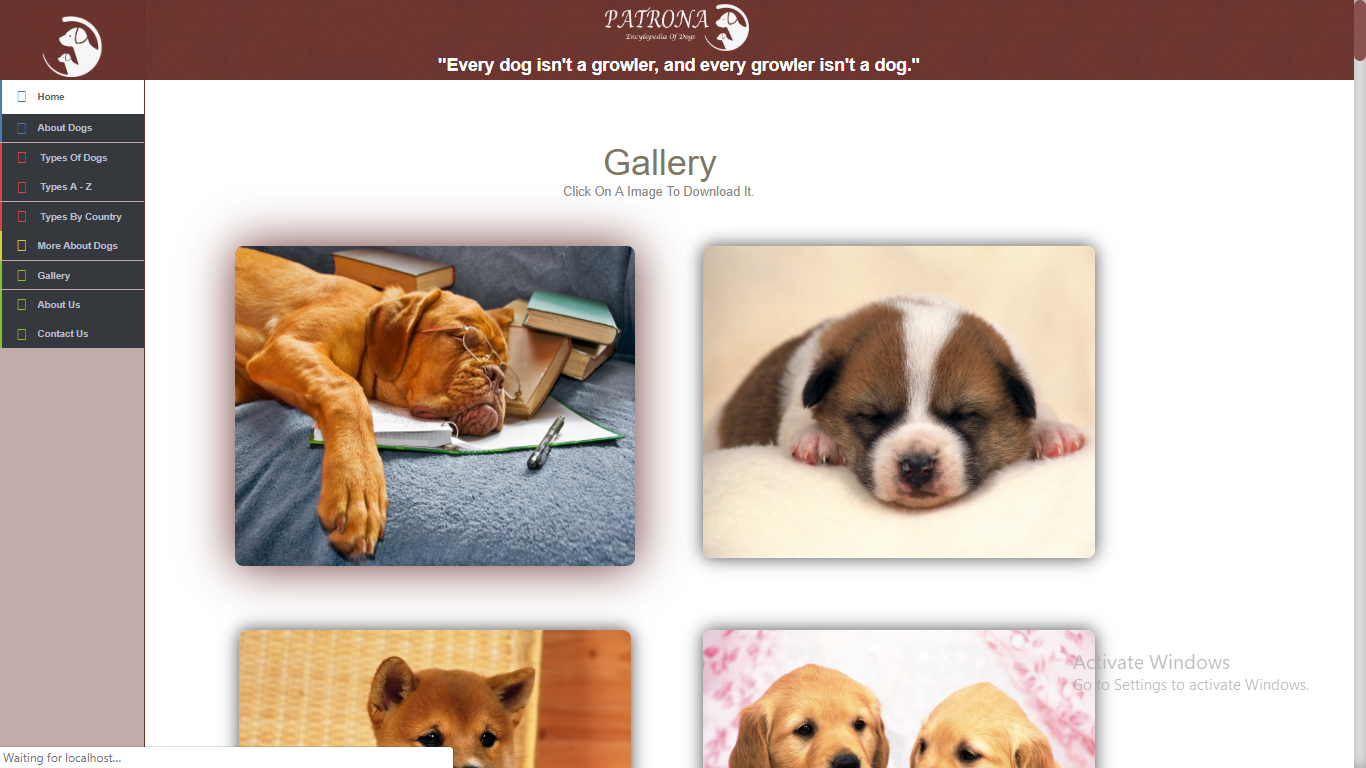 PATRONA
Encylopedia Of Dogs
"Every dog isn't a growler, and every growler isn't a dog."
Home
About Dogs
Types Of Dogs
Types A - Z
Types By Country
More About Dogs
Gallery
About Us
Contact Us
Gallery
Click On A Image To Download It.
Activate Windows
Go to Settings to activate Windows.
Waiting for localhost...